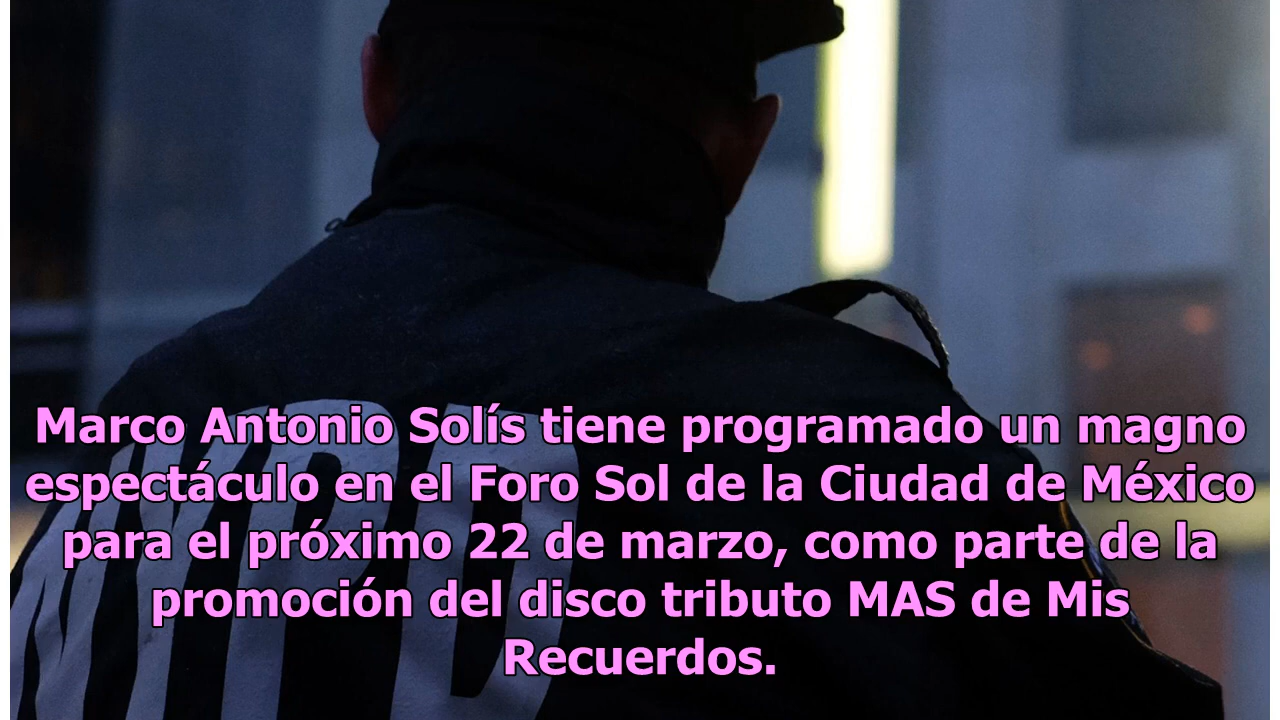 Marco Antonio Solís tiene programado un magno
espectáculo en el Foro Sol de la Ciudad de México
para el próximo 22 de marzo, como parte de la
promoción del disco tributo MAS de Mis
Recuerdos.
NYPD